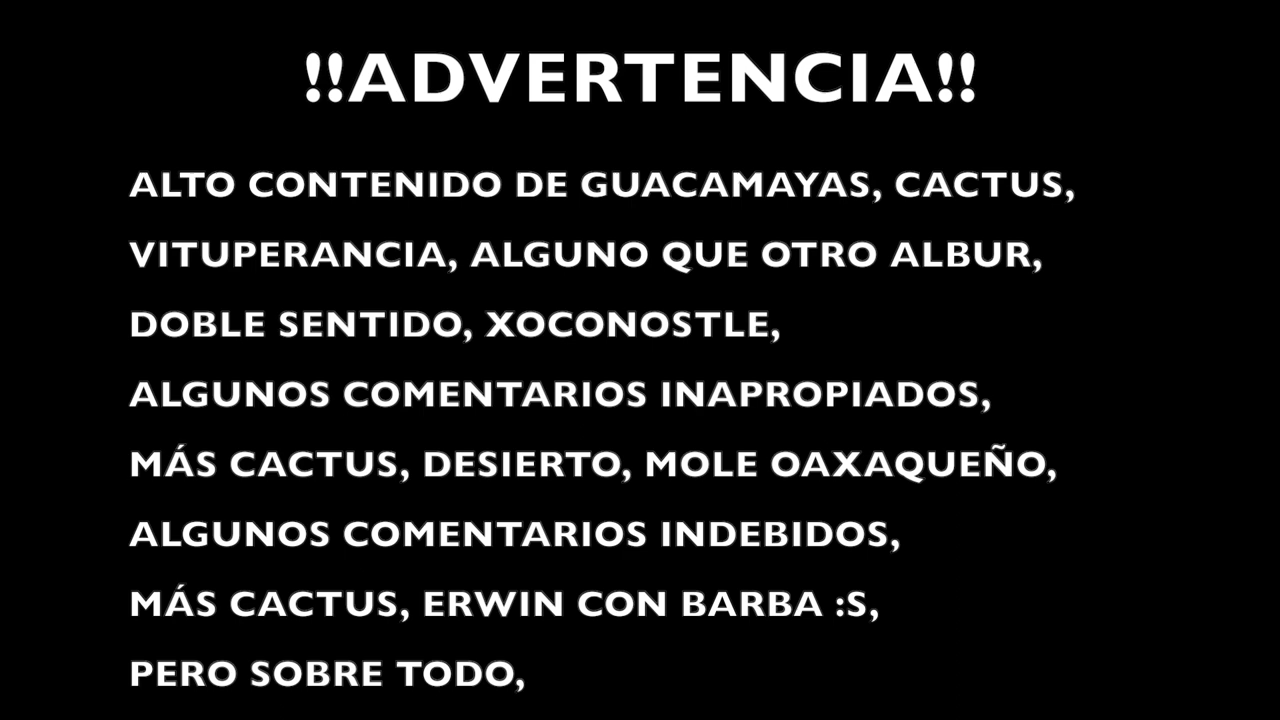 !!ADVERTENCIA!!
ALTO CONTENIDO DE GUACAMAYAS, CACTUS,
VITUPERANCIA, ALGUNO QUE OTRO ALBUR,
DOBLE SENTIDO, XOCONOSTLE,
ALGUNOS COMENTARIOS INAPROPIADOS,
MÁS CACTUS, DESIERTO, MOLE OAXAQUEÑO,
ALGUNOS COMENTARIOS INDEBIDOS,
MÁS CACTUS, ERWIN CON BARBA :S,
PERO SOBRE TODO,